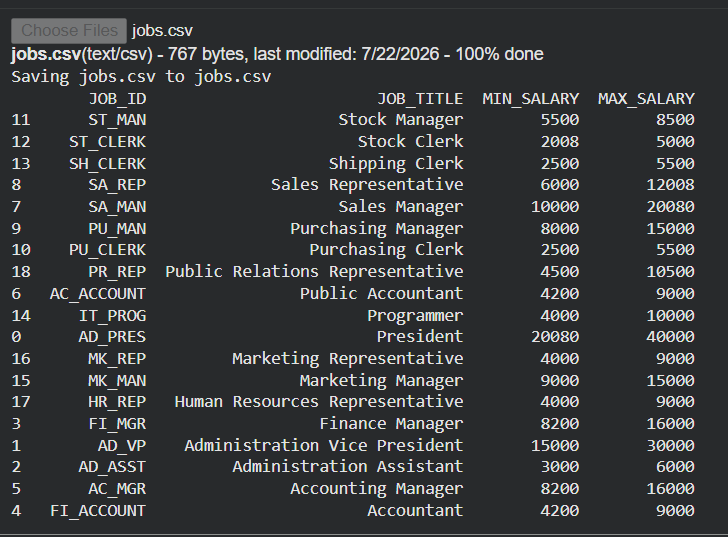 Choose Files jobs.csv
jobs.csv(text/csv) - 767 bytes, last modified: 7/22/2026 - 100% done
Saving jobs.csv to jobs.csv
JOB_ID JOB_TITLE MIN_SALARY MAX_SALARY
11 ST_MAN Stock Manager 5500 8500
12 ST_CLERK Stock Clerk 2008 5000
13 SH_CLERK Shipping Clerk 2500 5500
8 SA_REP Sales Representative 6000 12008
7 SA_MAN Sales Manager 10000 20080
9 PU_MAN Purchasing Manager 8000 15000
10 PU_CLERK Purchasing Clerk 2500 5500
18 PR_REP Public Relations Representative 4500 10500
6 AC_ACCOUNT Public Accountant 4200 9000
14 IT_PROG Programmer 4000 10000
0 AD_PRES President 20080 40000
16 MK_REP Marketing Representative 4000 9000
15 MK_MAN Marketing Manager 9000 15000
17 HR_REP Human Resources Representative 4000 9000
3 FI_MGR Finance Manager 8200 16000
1 AD_VP Administration Vice President 15000 30000
2 AD_ASST Administration Assistant 3000 6000
5 AC_MGR Accounting Manager 8200 16000
4 FI_ACCOUNT Accountant 4200 9000